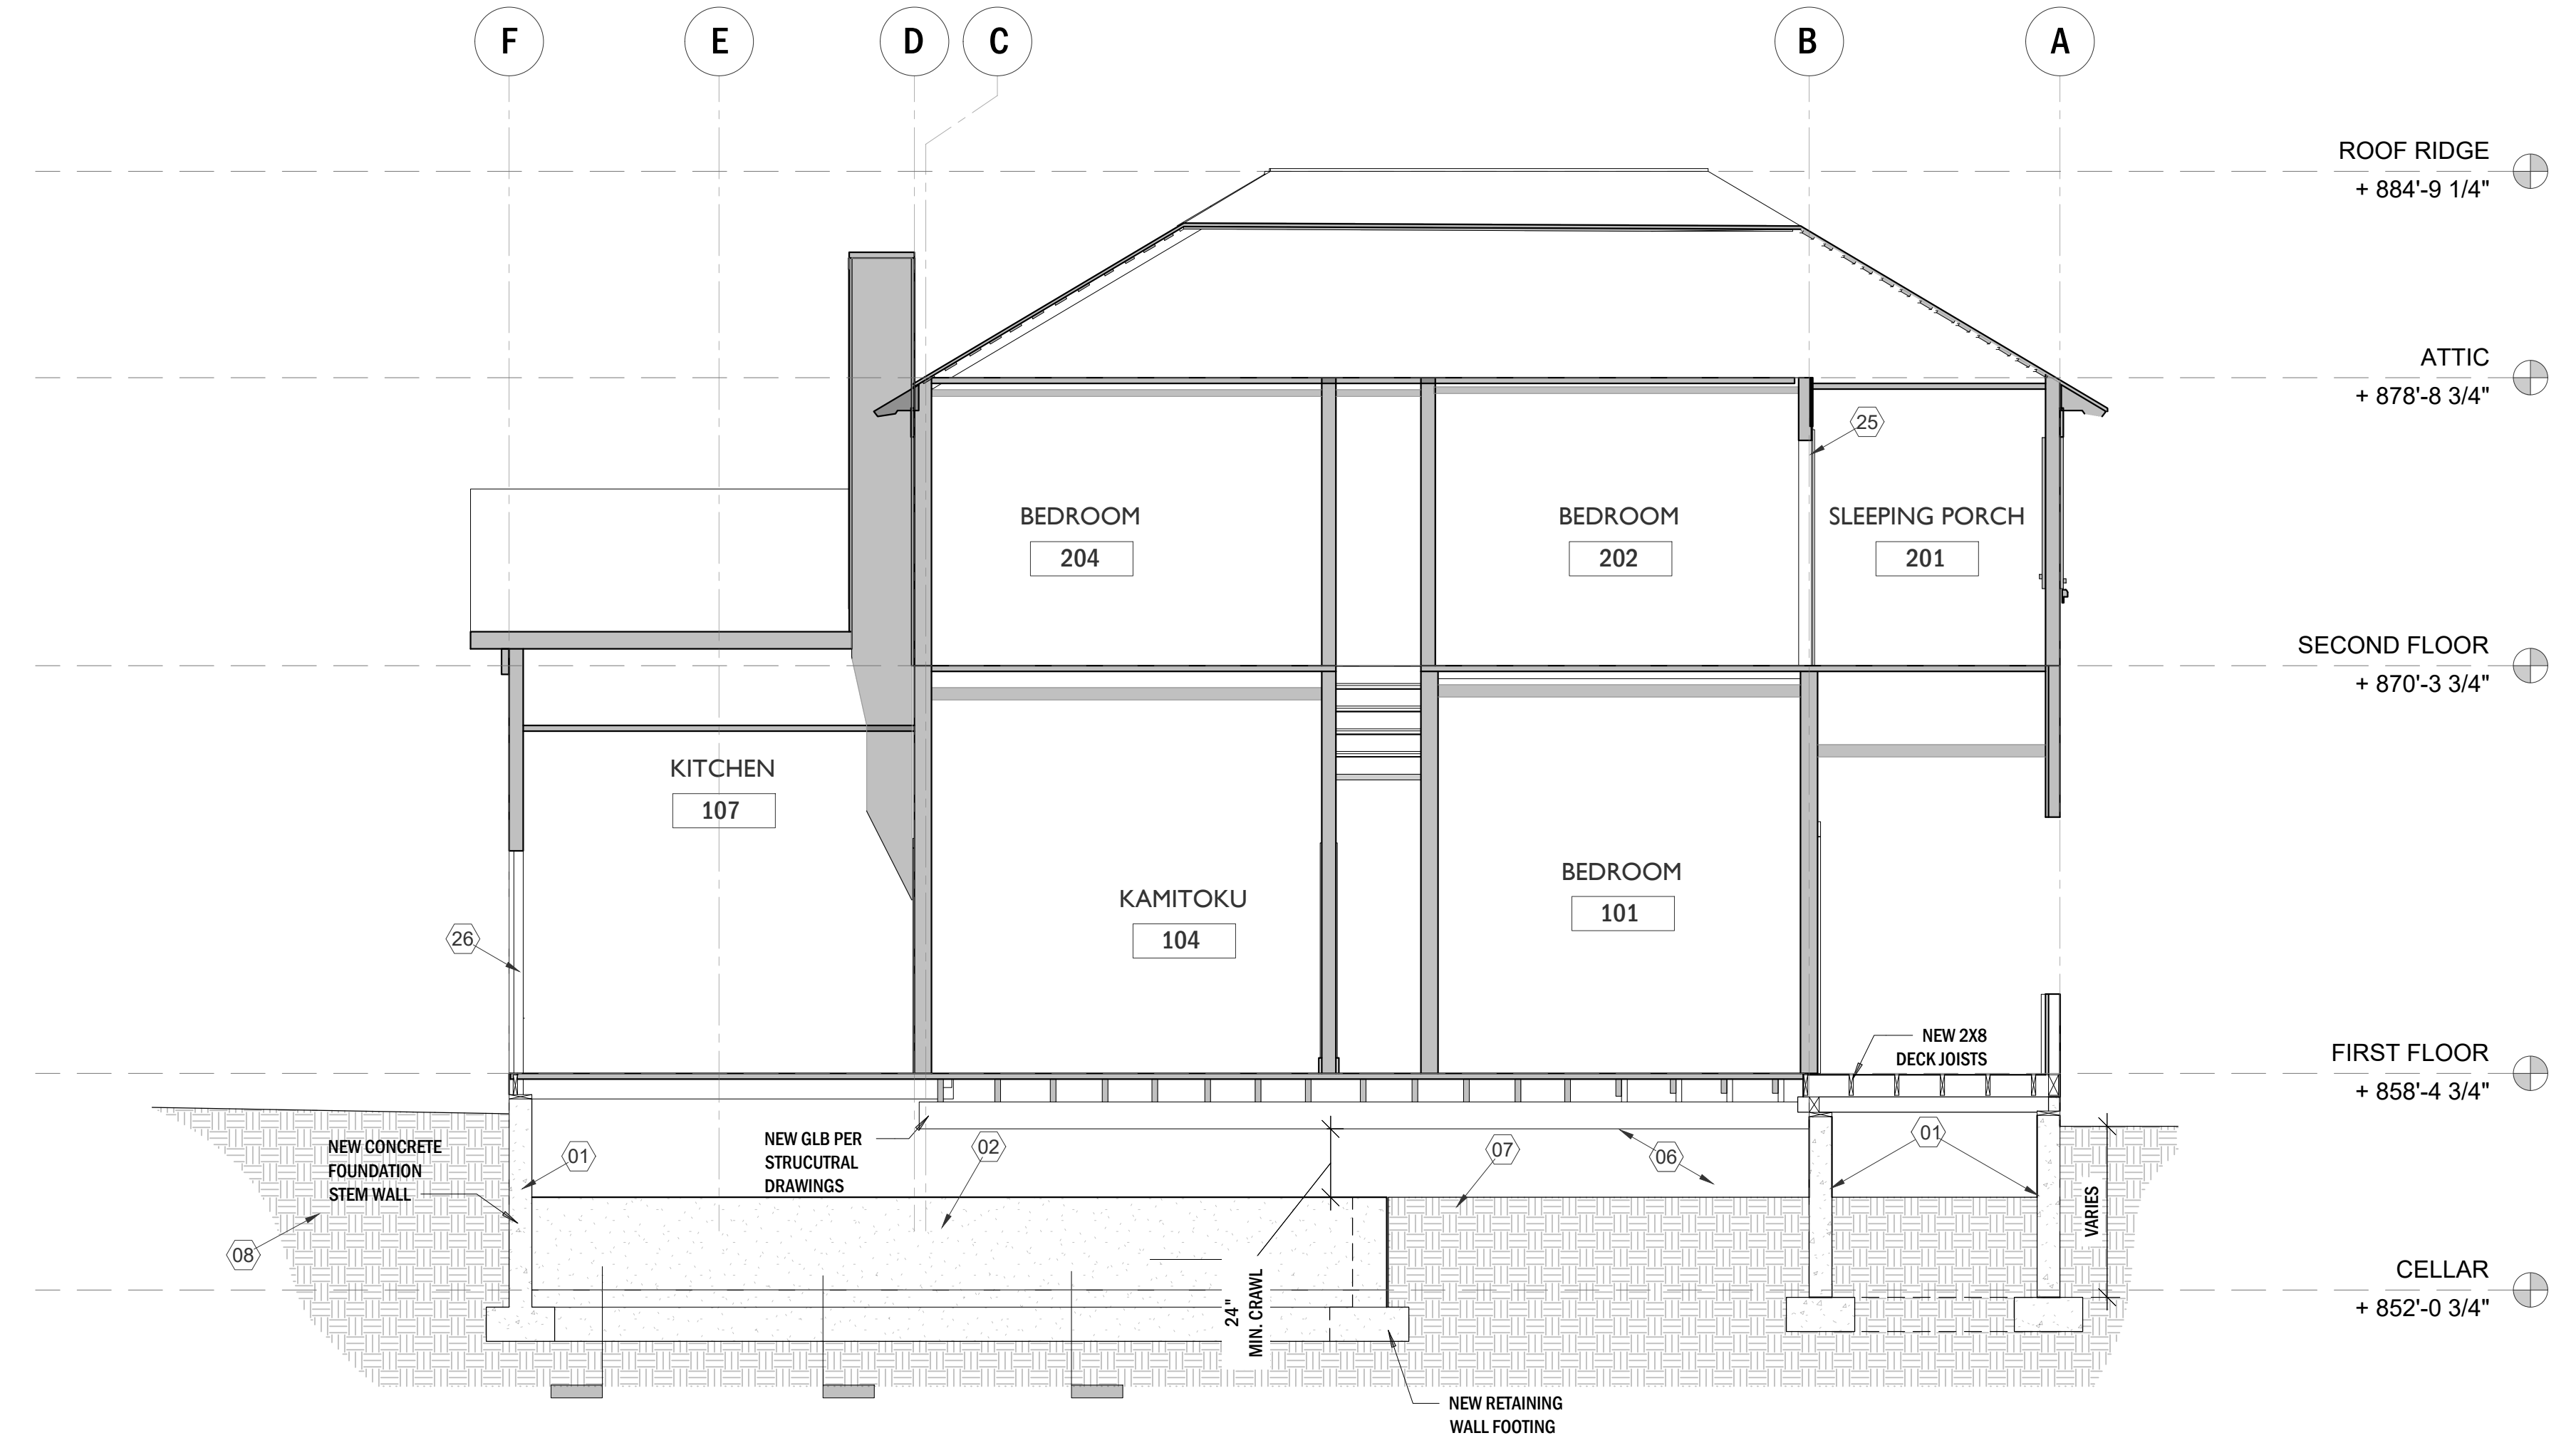 F
E
D
C
B
A
ROOF RIDGE
+ 884'-9 1/4"
ATTIC
+ 878'-8 3/4"
25
BEDROOM
204
BEDROOM
202
SLEEPING PORCH
201
SECOND FLOOR
+ 870'-3 3/4"
KITCHEN
107
BEDROOM
101
KAMITOKU
104
26
NEW 2X8
DECK JOISTS
FIRST FLOOR
+ 858'-4 3/4"
NEW CONCRETE
FOUNDATION
STEM WALL
01
NEW GLB PER
STRUCUTRAL
DRAWINGS
02
07
06
01
08
VARIES
24"
MIN. CRAWL
CELLAR
+ 852'-0 3/4"
NEW RETAINING
WALL FOOTING